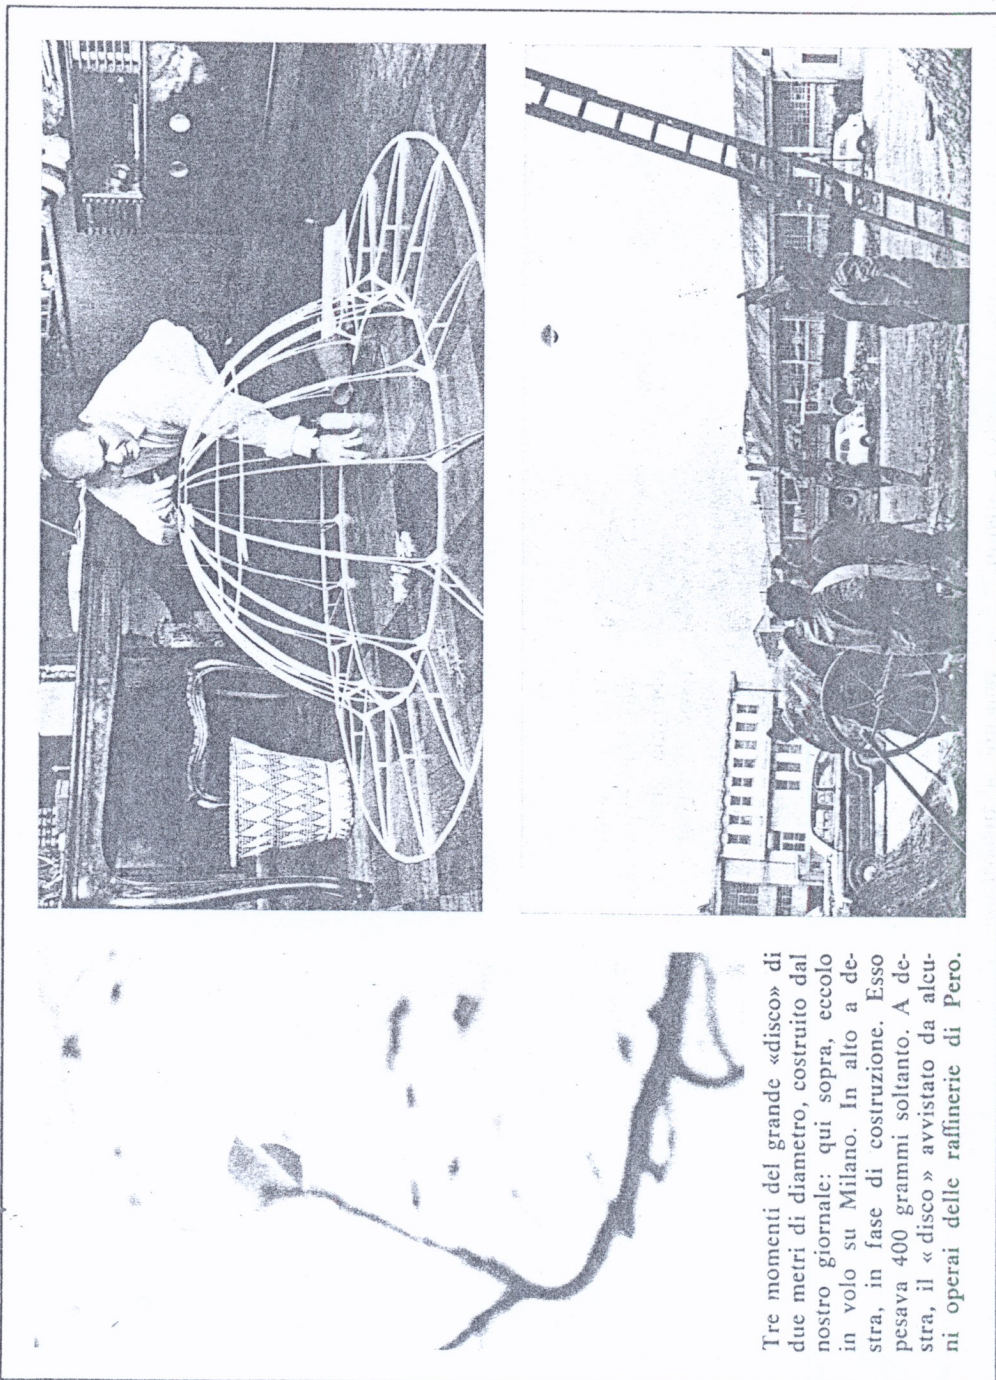 Tre momenti del grande «disco» di
due metri di diametro, costruito dal
nostro giornale: qui sopra, eccolo
in volo su Milano. In alto a de-
stra, in fase di costruzione. Esso
pesava 400 grammi soltanto. A de-
stra, il «disco» avvistato da alcu-
ni operai delle raffinerie di Pero.